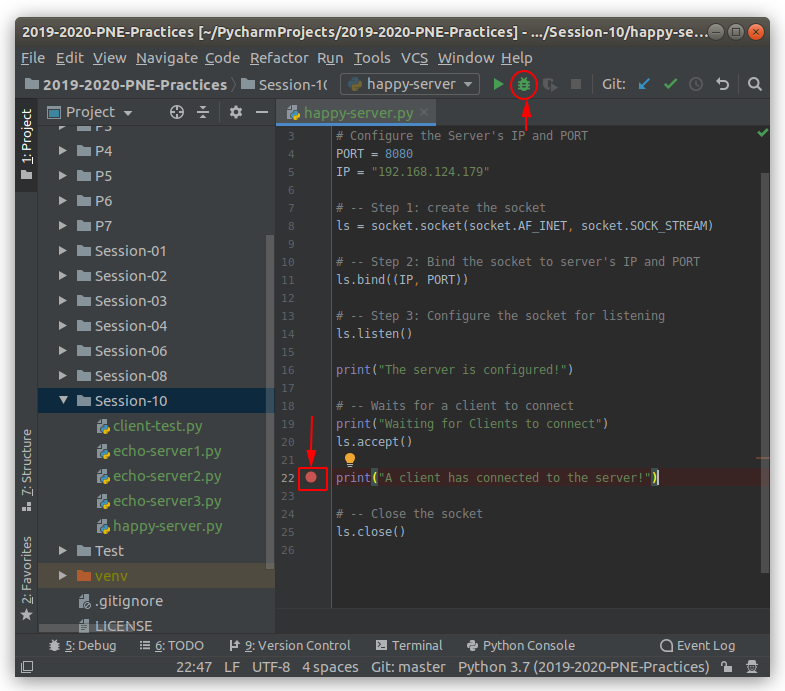 2019-2020-PNE-Practices [~/PycharmProjects/2019-2020-PNE-Practices] - .../Session-10/happy-se...
File Edit View Navigate Code Refactor Run Tools VCS Window Help
2019-2020-PNE-Practices Session-10 happy-server Git:
1: Project
7: Structure
2: Favorites
Project
P3
P4
P5
P6
P7
Session-01
Session-02
Session-03
Session-04
Session-06
Session-08
Session-10
client-test.py
echo-server1.py
echo-server2.py
echo-server3.py
happy-server.py
Test
venv
.gitignore
LICENSE
happy-server.py
3 # Configure the Server's IP and PORT
4 PORT = 8080
5 IP = "192.168.124.179"
6
7 # -- Step 1: create the socket
8 ls = socket.socket(socket.AF_INET, socket.SOCK_STREAM)
9
10 # -- Step 2: Bind the socket to server's IP and PORT
11 ls.bind((IP, PORT))
12
13 # -- Step 3: Configure the socket for listening
14 ls.listen()
15
16 print("The server is configured!")
17
18 # -- Waits for a client to connect
19 print("Waiting for Clients to connect")
20 ls.accept()
21
22 print("A client has connected to the server!")
23
24 # -- Close the socket
25 ls.close()
26
5: Debug 6: TODO 9: Version Control Terminal Python Console Event Log
22:47 LF UTF-8 4 spaces Git: master Python 3.7 (2019-2020-PNE-Practices)